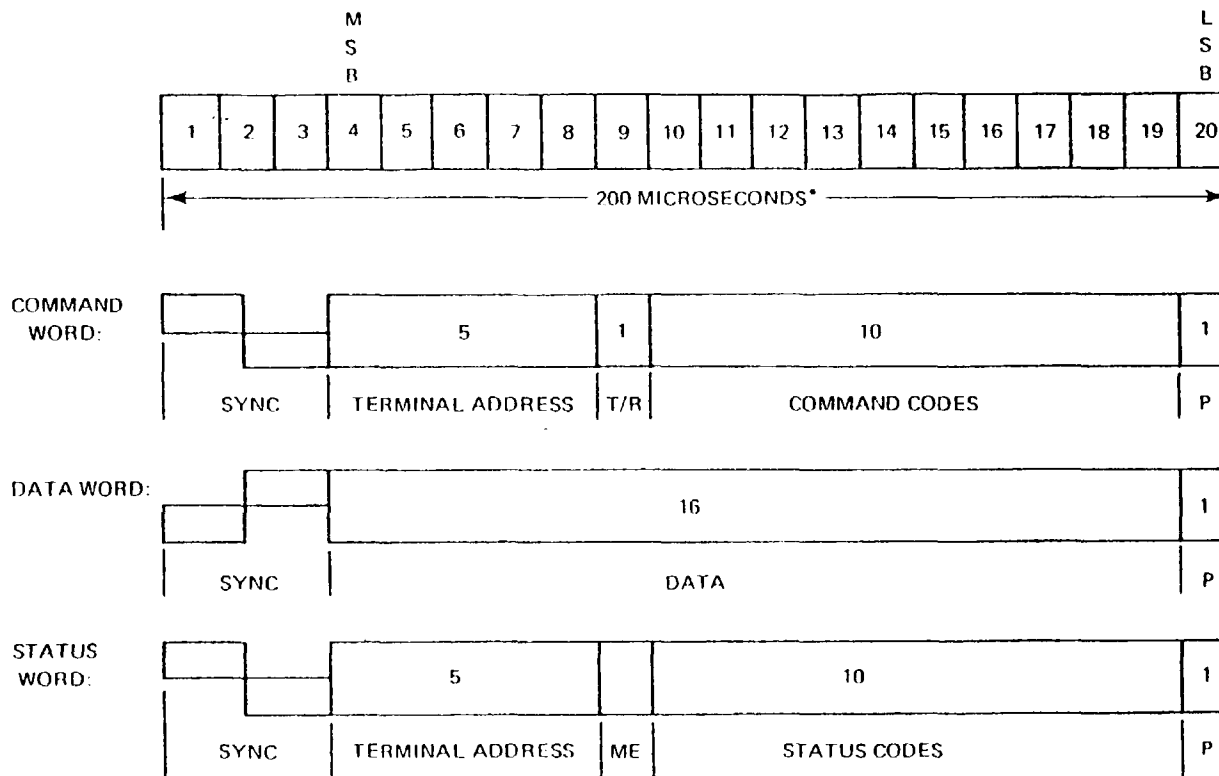 MSB LSB
1 2 3 4 5 6 7 8 9 10 11 12 13 14 15 16 17 18 19 20
200 MICROSECONDS*
COMMAND WORD: 5 1 10 1
SYNC TERMINAL ADDRESS T/R COMMAND CODES P
DATA WORD: 16 1
SYNC DATA P
STATUS WORD: 5 10 1
SYNC TERMINAL ADDRESS ME STATUS CODES P